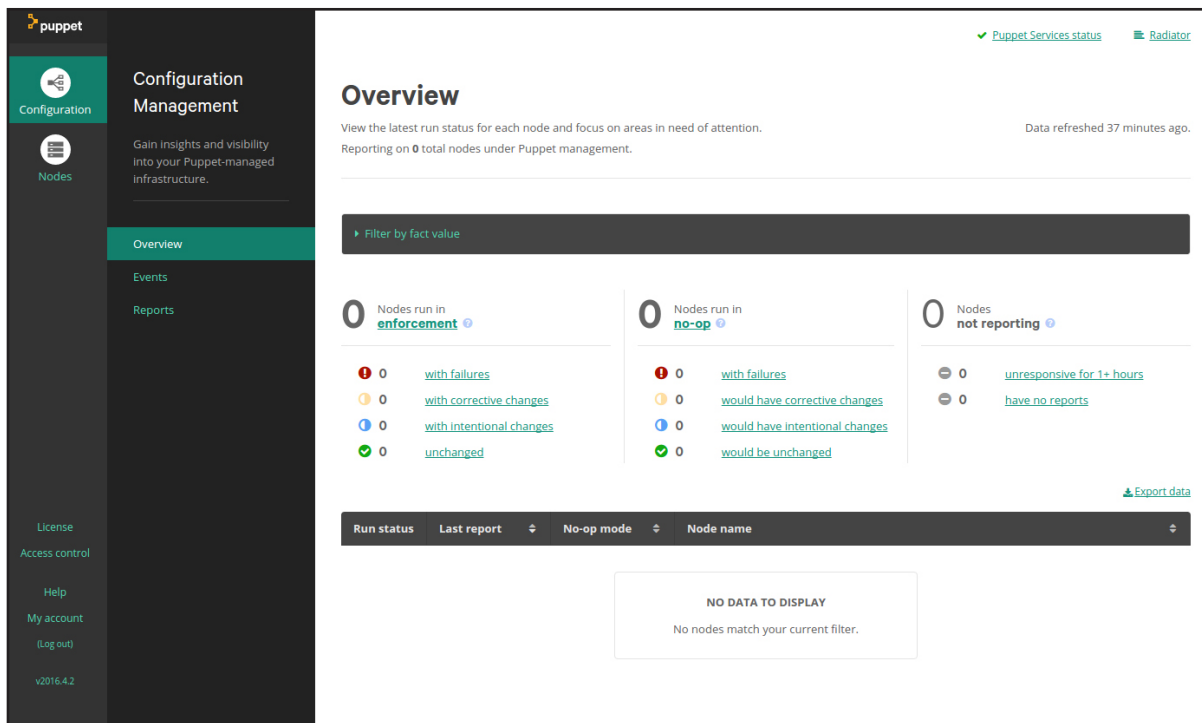 puppet
Configuration
Nodes
License
Access control
Help
My account
(Log out)
v2016.4.2
Configuration
Management
Gain insights and visibility
into your Puppet-managed
infrastructure.
Overview
Events
Reports
Puppet Services status
Radiator
Overview
View the latest run status for each node and focus on areas in need of attention.
Data refreshed 37 minutes ago.
Reporting on 0 total nodes under Puppet management.
Filter by fact value
0 Nodes run in
enforcement ?
0 with failures
0 with corrective changes
0 with intentional changes
0 unchanged
0 Nodes run in
no-op ?
0 with failures
0 would have corrective changes
0 would have intentional changes
0 would be unchanged
0 Nodes
not reporting ?
0 unresponsive for 1+ hours
0 have no reports
Export data
Run status Last report No-op mode Node name
NO DATA TO DISPLAY
No nodes match your current filter.